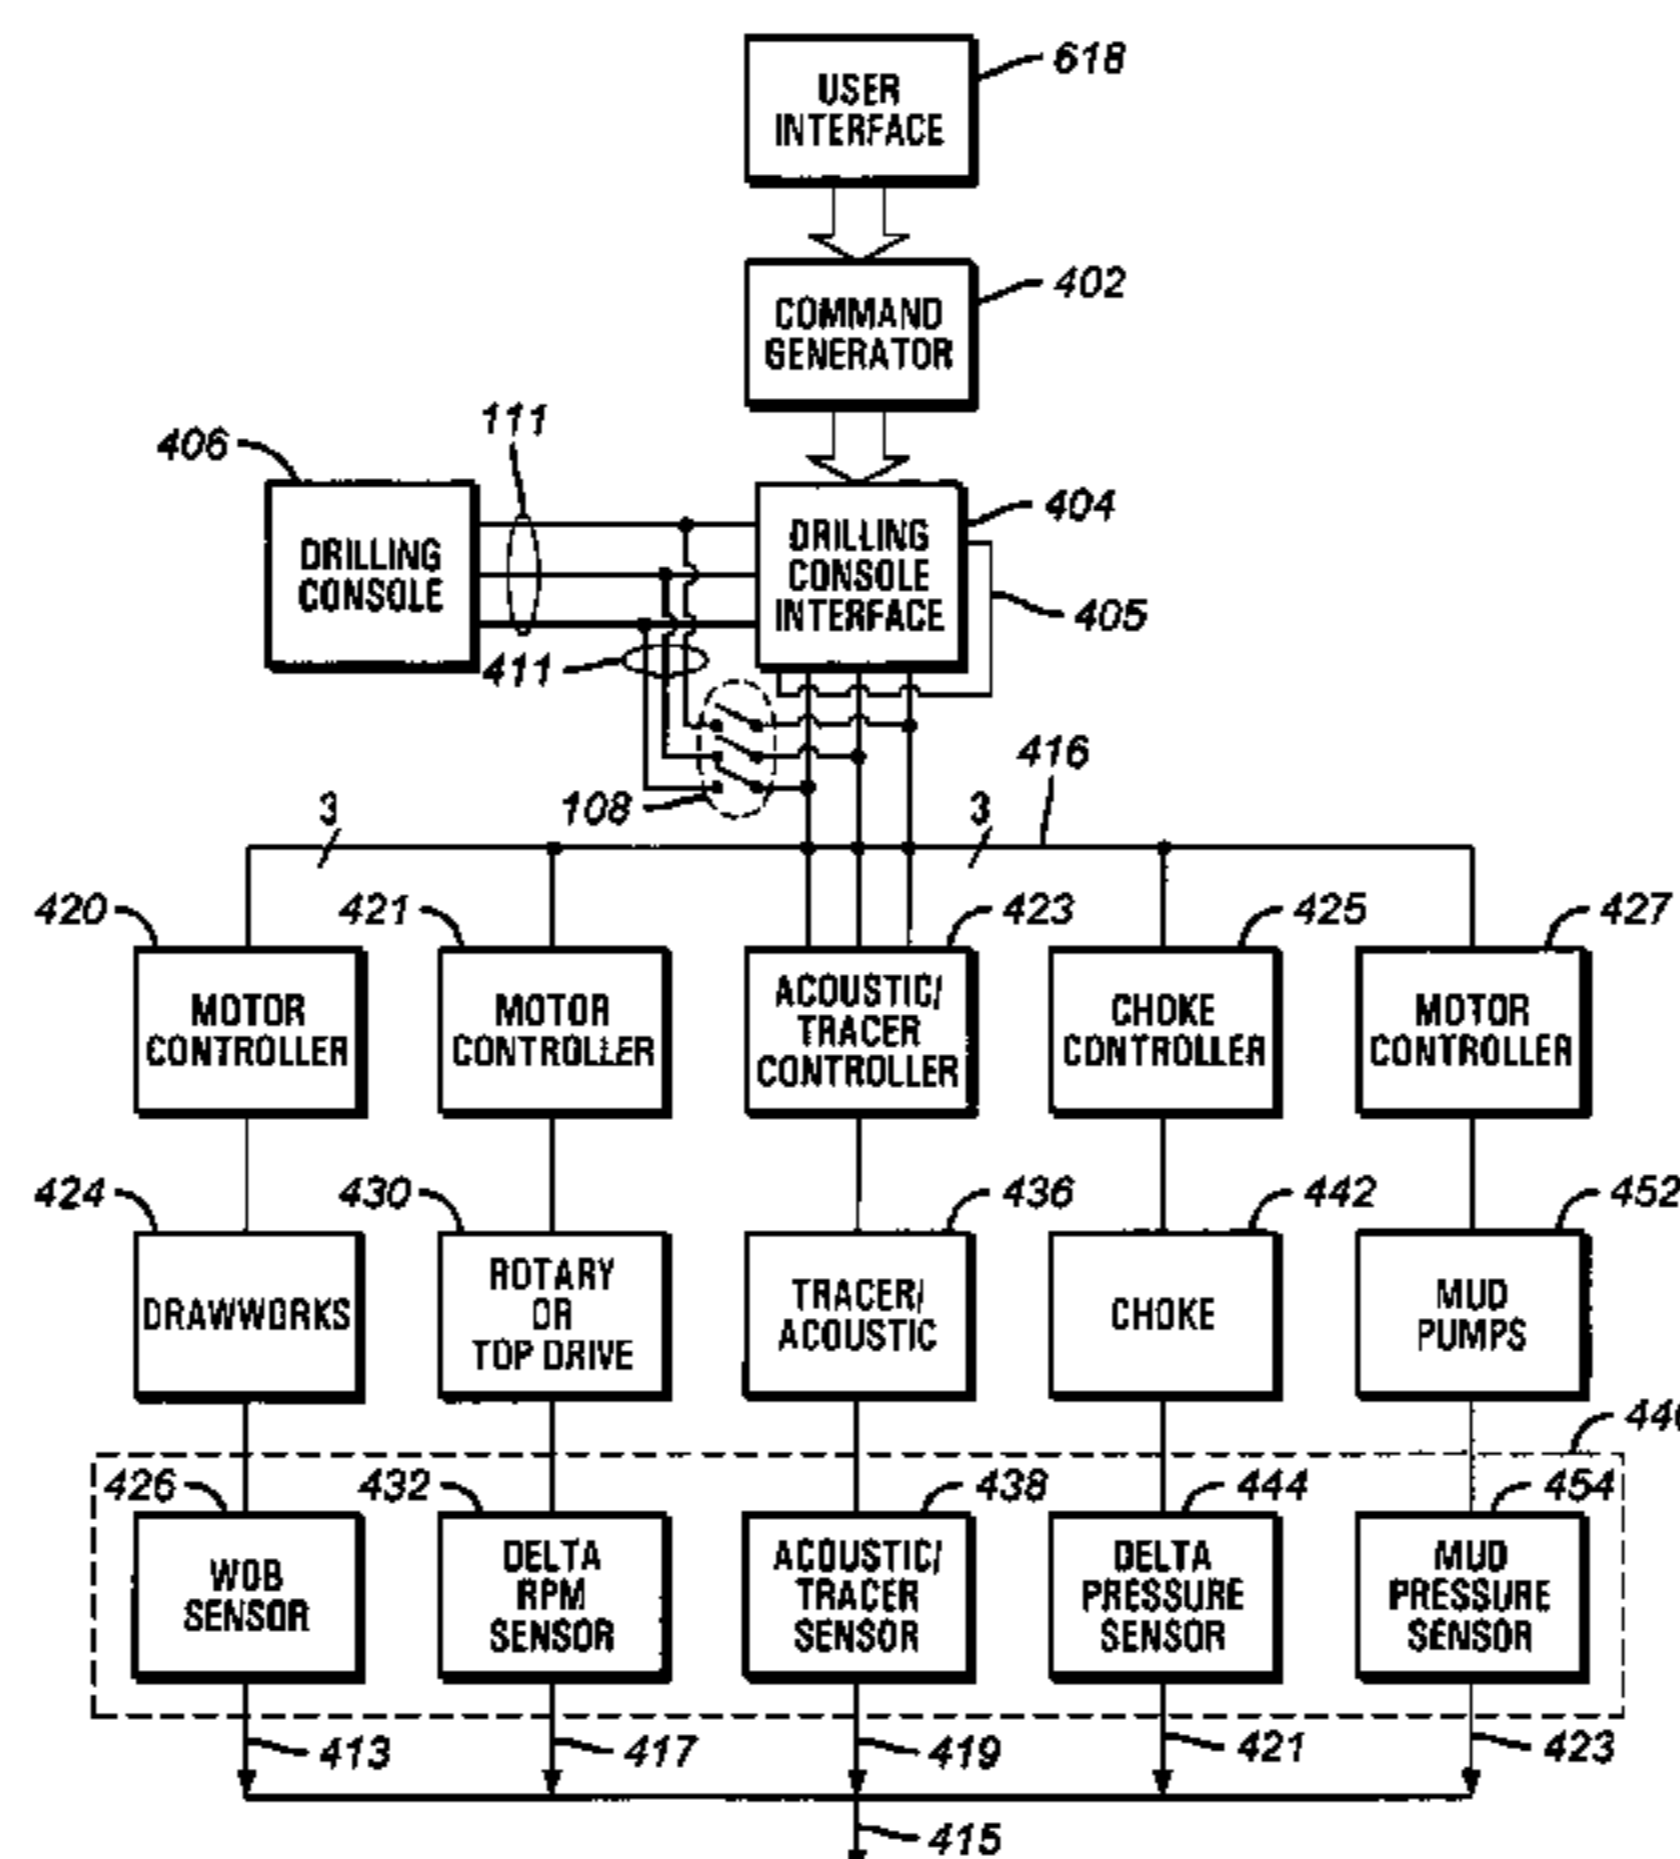 618
USER
INTERFACE
402
COMMAND
GENERATOR
111
406
404
DRILLING
CONSOLE
DRILLING
CONSOLE
INTERFACE
405
411
108
416
3
3
420
421
423
425
427
MOTOR
CONTROLLER
MOTOR
CONTROLLER
ACOUSTIC/
TRACER
CONTROLLER
CHOKE
CONTROLLER
MOTOR
CONTROLLER
424
430
436
442
452
DRAWWORKS
ROTARY
OR
TOP DRIVE
TRACER/
ACOUSTIC
CHOKE
MUD
PUMPS
426
432
438
444
454
WOB
SENSOR
DELTA
RPM
SENSOR
ACOUSTIC/
TRACER
SENSOR
DELTA
PRESSURE
SENSOR
MUD
PRESSURE
SENSOR
413
417
419
421
423
415